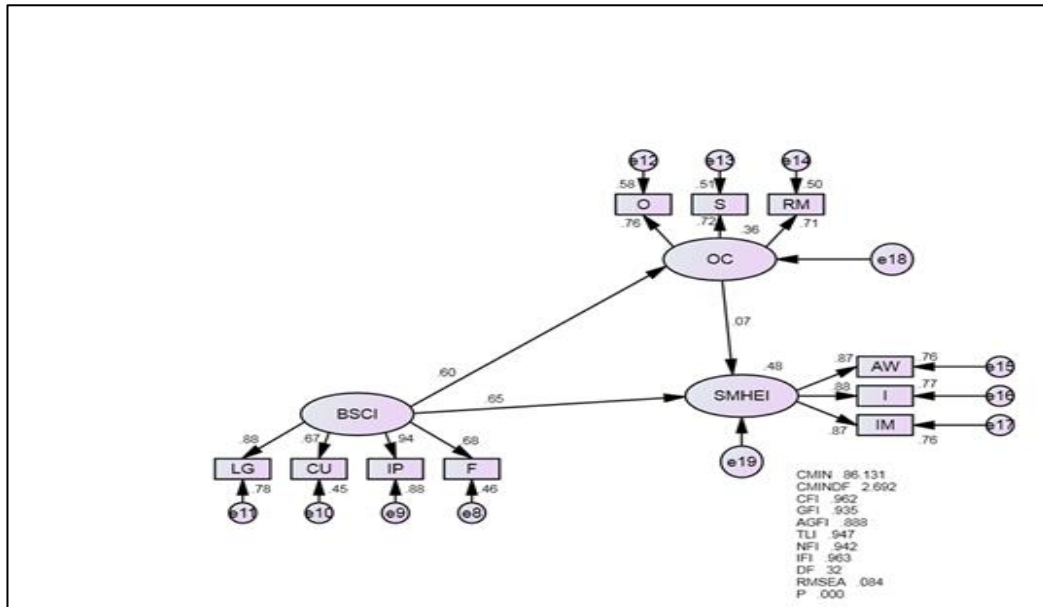 e12 e13 e14
.58 .51 .50
O S RM
.76 .72 .36 .71
OC e18
.07
.60
.48 .87 AW .76 e15
.65 SMHEI .88 I .77 e16
BSCI .87 IM .76 e17
.88 .67 .94 .68
LG CU IP F e19
.78 .45 .88 .46
e11 e10 e9 e8
CMIN 86.131
CMINDF 2.692
CFI .962
GFI .935
AGFI .888
TLI .947
NFI .942
IFI .963
DF 32
RMSEA .084
P .000